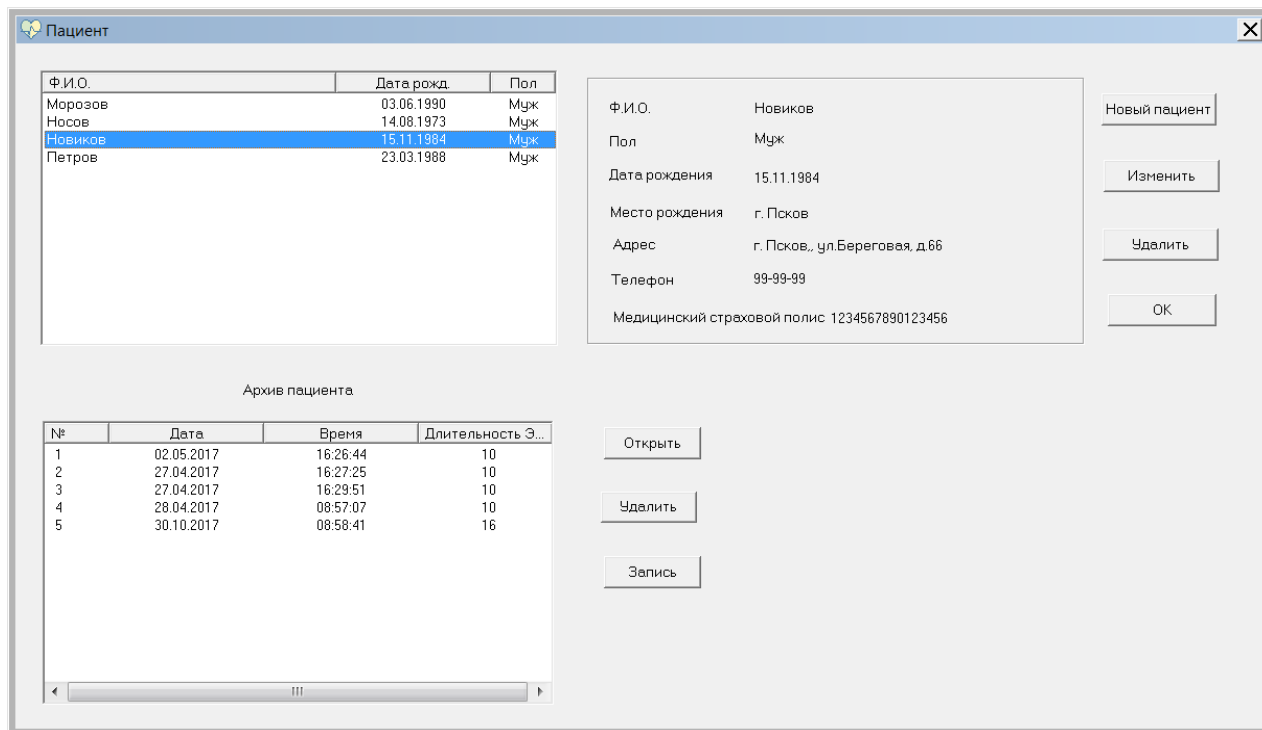 Пациент
Ф.И.О. Дата рожд. Пол
Морозов 03.06.1990 Муж
Носов 14.08.1973 Муж
Новиков 15.11.1984 Муж
Петров 23.03.1988 Муж
Ф.И.О. Новиков
Пол Муж
Дата рождения 15.11.1984
Место рождения г. Псков
Адрес г. Псков,, ул.Береговая, д.66
Телефон 99-99-99
Медицинский страховой полис 1234567890123456
Новый пациент
Изменить
Удалить
OK
Архив пациента
№ Дата Время Длительность Э...
1 02.05.2017 16:26:44 10
2 27.04.2017 16:27:25 10
3 27.04.2017 16:29:51 10
4 28.04.2017 08:57:07 10
5 30.10.2017 08:58:41 16
Открыть
Удалить
Запись